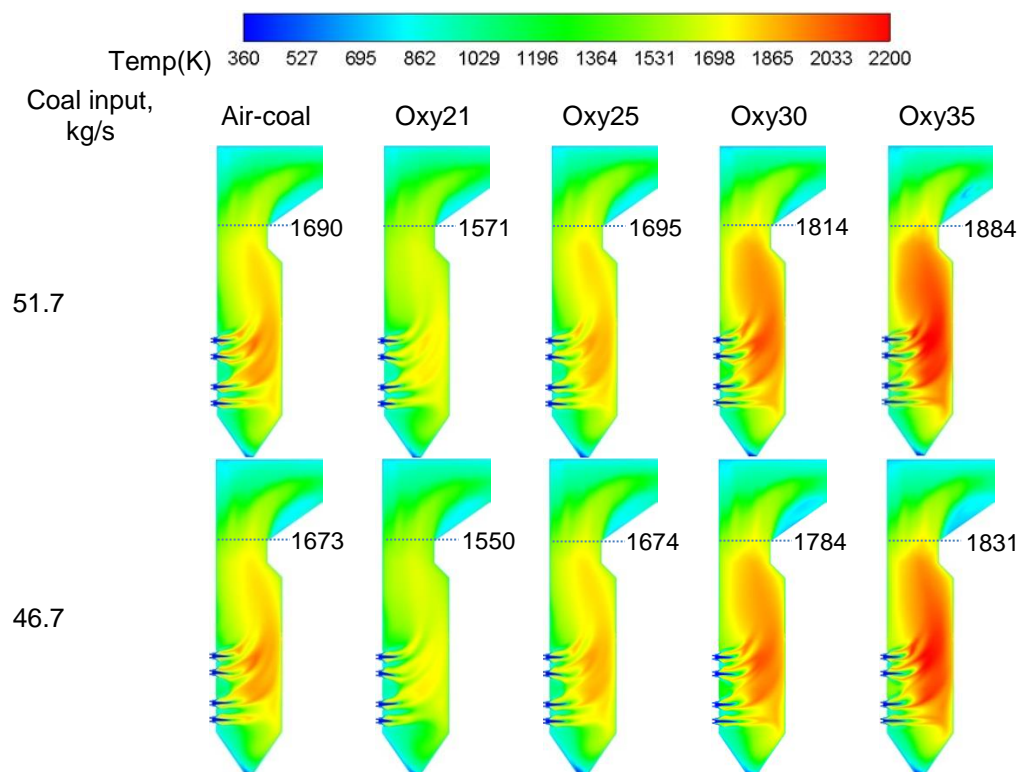 Temp(K) 360 527 695 862 1029 1196 1364 1531 1698 1865 2033 2200
Coal input,
kg/s
Air-coal Oxy21 Oxy25 Oxy30 Oxy35
1690 1571 1695 1814 1884
51.7
1673 1550 1674 1784 1831
46.7